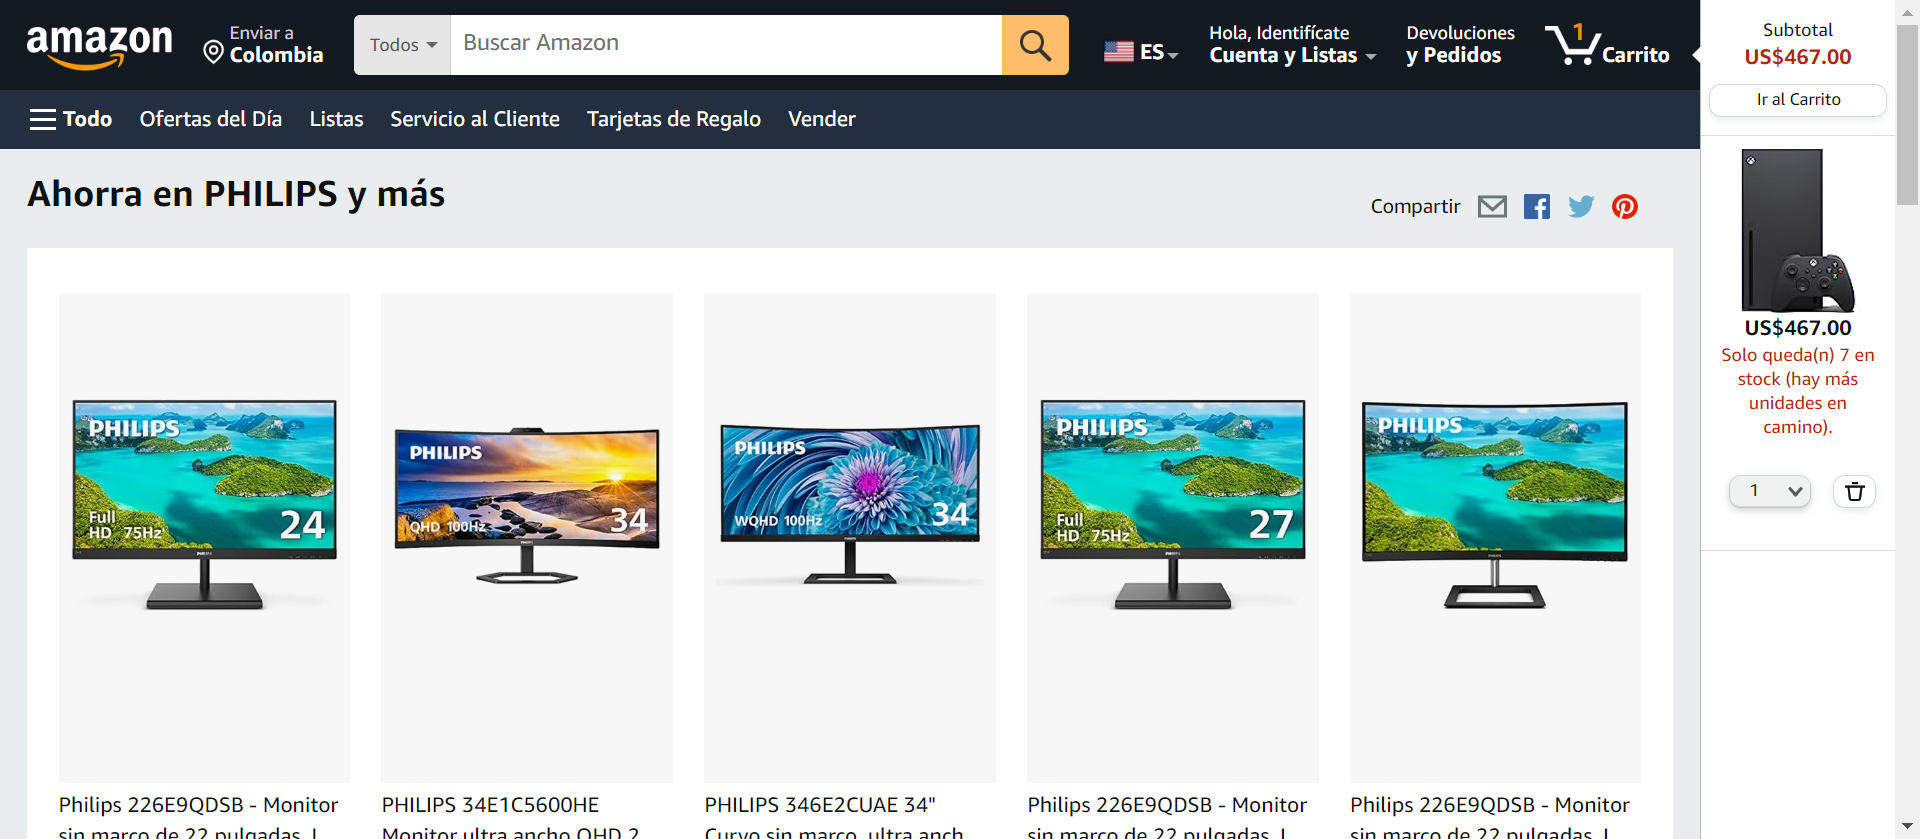 amazon
Enviar a
Colombia
Todos
Buscar Amazon
ES
Hola, Identifícate
Cuenta y Listas
Devoluciones
y Pedidos
1
Carrito
Todo
Ofertas del Día
Listas
Servicio al Cliente
Tarjetas de Regalo
Vender
Subtotal
US$467.00
Ir al Carrito
US$467.00
Solo queda(n) 7 en
stock (hay más
unidades en
camino).
1
Ahorra en PHILIPS y más
Compartir
PHILIPS
Full
HD 75Hz
24
PHILIPS
QHD 100Hz
34
PHILIPS
WQHD 100Hz
34
PHILIPS
Full
HD 75Hz
27
PHILIPS
Philips 226E9QDSB - Monitor
sin marco de 22 pulgadas, I
PHILIPS 34E1C5600HE
Monitor ultra ancho QHD 2
PHILIPS 346E2CUAE 34"
Curvo sin marco, ultra anch
Philips 226E9QDSB - Monitor
sin marco de 22 pulgadas, I
Philips 226E9QDSB - Monitor
sin marco de 22 pulgadas, I